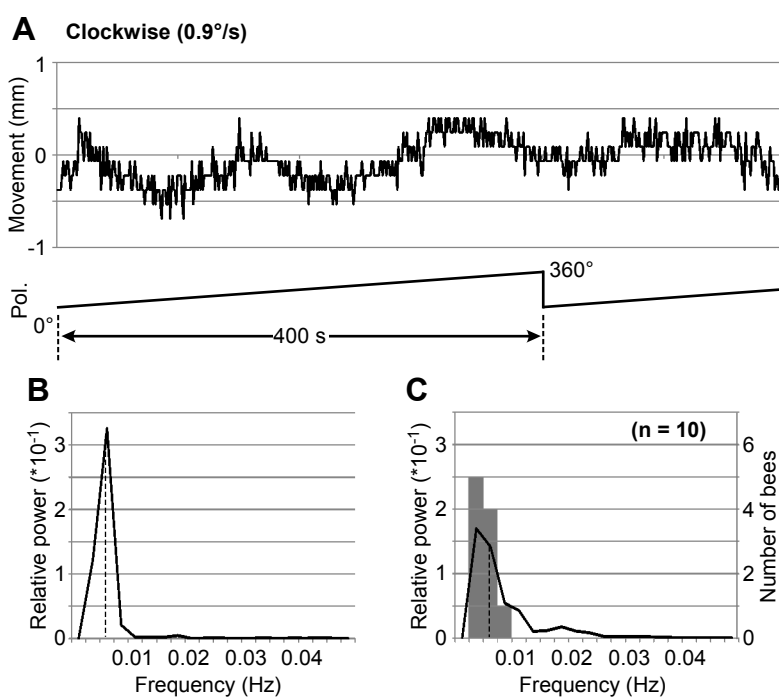 A Clockwise (0.9°/s)
Movement (mm)
1
0
-1
Pol.
0°
360°
400 s
B
Relative power (*10-1)
3
2
1
0
0.01 0.02 0.03 0.04
Frequency (Hz)
C
(n = 10)
Relative power (*10-1)
3
2
1
0
6
4
2
0
Number of bees
0.01 0.02 0.03 0.04
Frequency (Hz)